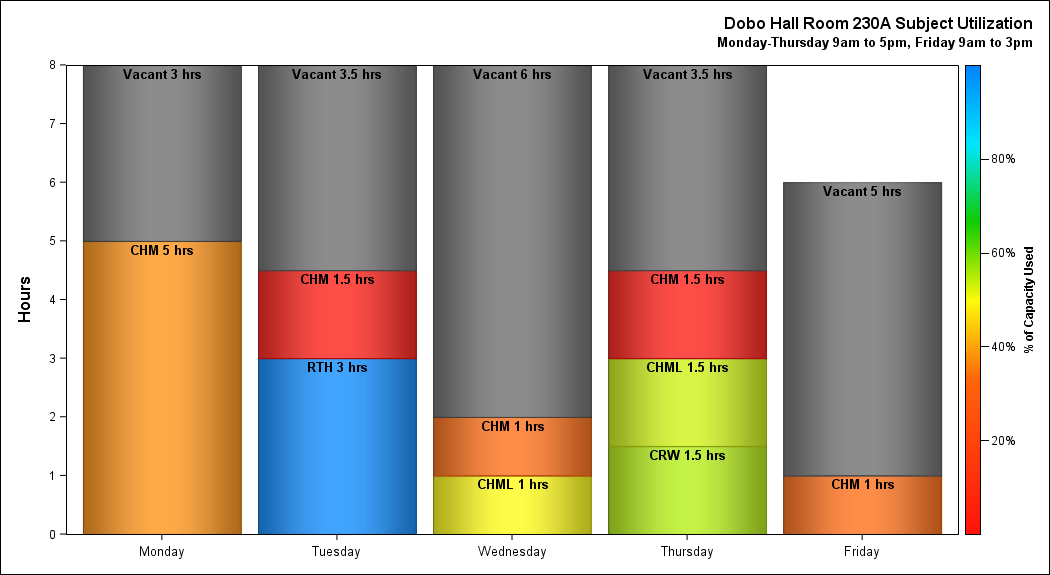 Dobo Hall Room 230A Subject Utilization
Monday-Thursday 9am to 5pm, Friday 9am to 3pm
Hours
8
7
6
5
4
3
2
1
0
Vacant 3 hrs
CHM 5 hrs
Vacant 3.5 hrs
CHM 1.5 hrs
RTH 3 hrs
Vacant 6 hrs
CHM 1 hrs
CHML 1 hrs
Vacant 3.5 hrs
CHM 1.5 hrs
CHML 1.5 hrs
CRW 1.5 hrs
Vacant 5 hrs
CHM 1 hrs
Monday
Tuesday
Wednesday
Thursday
Friday
80%
60%
40%
20%
% of Capacity Used